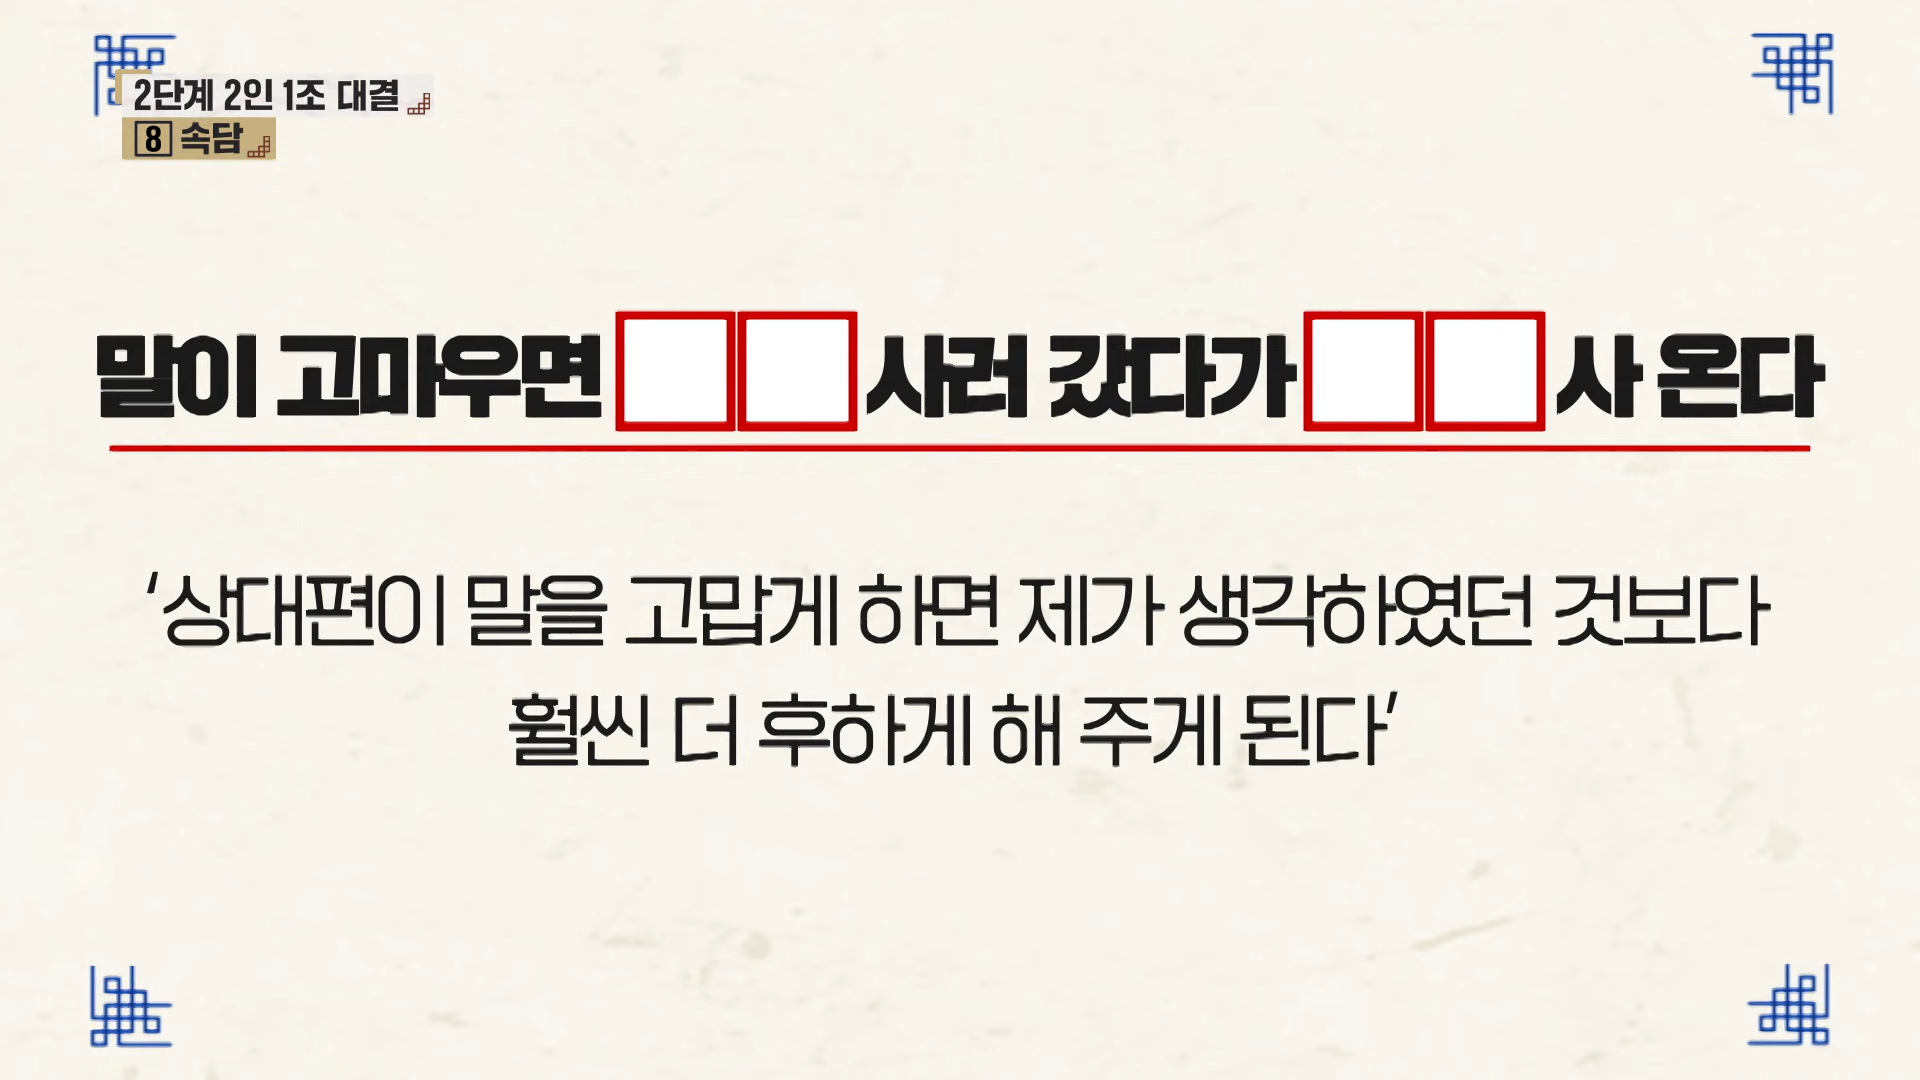 2단계 2인 1조 대결
8 속담
말이 고마우면 □□ 사러 갔다가 □□ 사 온다
‘상대편이 말을 고맙게 하면 제가 생각하였던 것보다
훨씬 더 후하게 해 주게 된다’